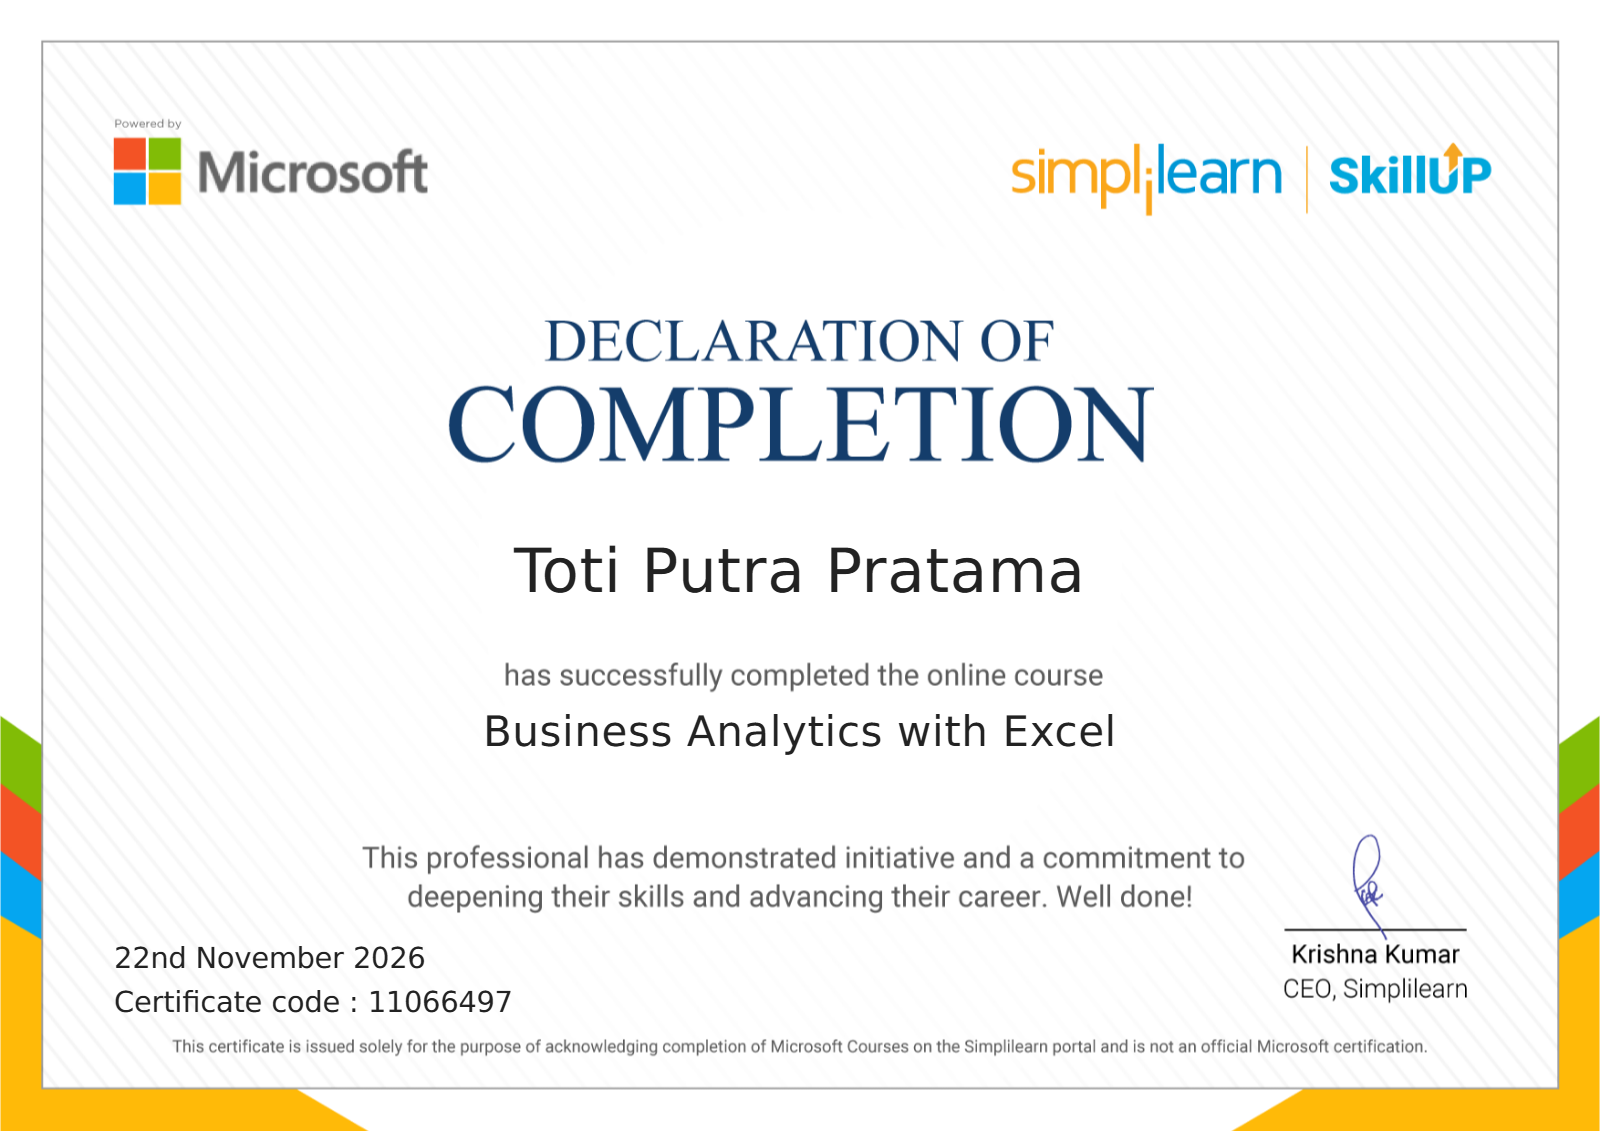 Powered by
Microsoft
simplilearn | SkillUP
DECLARATION OF
COMPLETION
Toti Putra Pratama
has successfully completed the online course
Business Analytics with Excel
This professional has demonstrated initiative and a commitment to
deepening their skills and advancing their career. Well done!
22nd November 2026
Certificate code : 11066497
Krishna Kumar
CEO, Simplilearn
This certificate is issued solely for the purpose of acknowledging completion of Microsoft Courses on the Simplilearn portal and is not an official Microsoft certification.